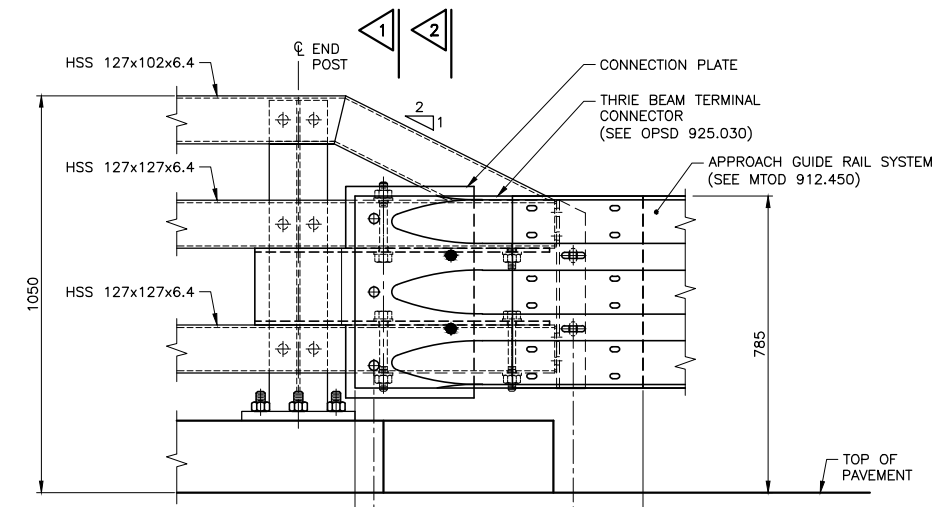 1
2
℄ END
POST
HSS 127x102x6.4
CONNECTION PLATE
2
1
THRIE BEAM TERMINAL
CONNECTOR
(SEE OPSD 925.030)
HSS 127x127x6.4
APPROACH GUIDE RAIL SYSTEM
(SEE MTOD 912.450)
HSS 127x127x6.4
1050
785
TOP OF
PAVEMENT